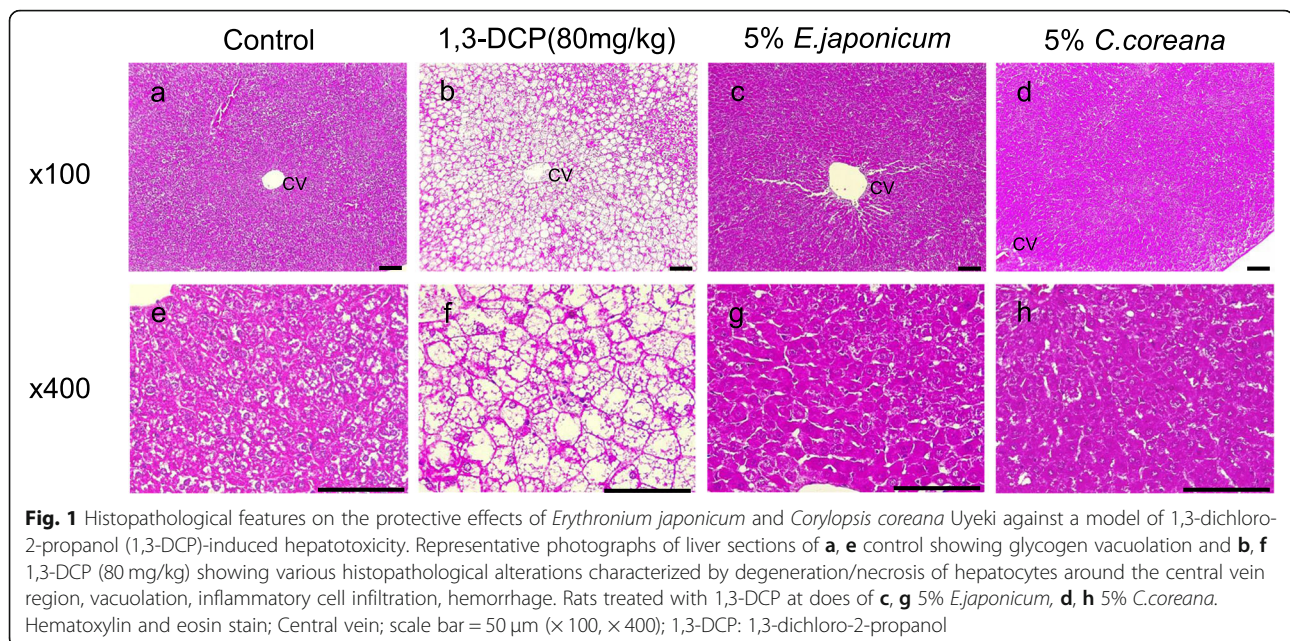 Control 1,3-DCP(80mg/kg) 5% E.japonicum 5% C.coreana
x100
a b c d
CV CV CV CV
x400
e f g h
Fig. 1 Histopathological features on the protective effects of Erythronium japonicum and Corylopsis coreana Uyeki against a model of 1,3-dichloro-
2-propanol (1,3-DCP)-induced hepatotoxicity. Representative photographs of liver sections of a, e control showing glycogen vacuolation and b, f
1,3-DCP (80 mg/kg) showing various histopathological alterations characterized by degeneration/necrosis of hepatocytes around the central vein
region, vacuolation, inflammatory cell infiltration, hemorrhage. Rats treated with 1,3-DCP at does of c, g 5% E.japonicum, d, h 5% C.coreana.
Hematoxylin and eosin stain; Central vein; scale bar = 50 μm (× 100, × 400); 1,3-DCP: 1,3-dichloro-2-propanol